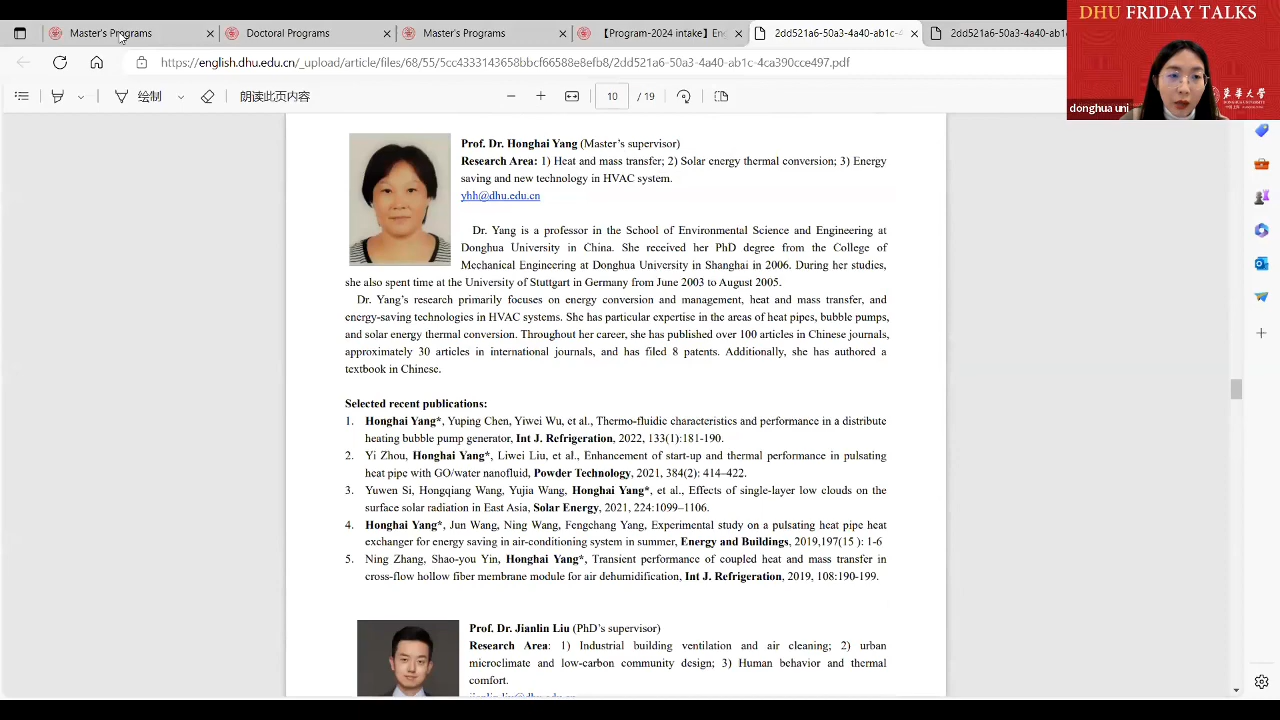 Master's Programs
Doctoral Programs
Master's Programs
【Program-2024 intake】Eng
2dd521a6-50a3-4a40-ab1c-4
2dd521a6-50a3-4a40-ab1
DHU FRIDAY TALKS
https://english.dhu.edu.cn/_upload/article/files/68/55/5cc4333143658bbcf66588e8efb8/2dd521a6-50a3-4a40-ab1c-4ca390cce497.pdf
绘制
朗读此页内容
10 / 19
東華大學
donghua uni
Prof. Dr. Honghai Yang (Master's supervisor)
Research Area: 1) Heat and mass transfer; 2) Solar energy thermal conversion; 3) Energy
saving and new technology in HVAC system.
yhh@dhu.edu.cn
Dr. Yang is a professor in the School of Environmental Science and Engineering at
Donghua University in China. She received her PhD degree from the College of
Mechanical Engineering at Donghua University in Shanghai in 2006. During her studies,
she also spent time at the University of Stuttgart in Germany from June 2003 to August 2005.
Dr. Yang's research primarily focuses on energy conversion and management, heat and mass transfer, and
energy-saving technologies in HVAC systems. She has particular expertise in the areas of heat pipes, bubble pumps,
and solar energy thermal conversion. Throughout her career, she has published over 100 articles in Chinese journals,
approximately 30 articles in international journals, and has filed 8 patents. Additionally, she has authored a
textbook in Chinese.
Selected recent publications:
1. Honghai Yang*, Yuping Chen, Yiwei Wu, et al., Thermo-fluidic characteristics and performance in a distribute
heating bubble pump generator, Int J. Refrigeration, 2022, 133(1):181-190.
2. Yi Zhou, Honghai Yang*, Liwei Liu, et al., Enhancement of start-up and thermal performance in pulsating
heat pipe with GO/water nanofluid, Powder Technology, 2021, 384(2): 414–422.
3. Yuwen Si, Hongqiang Wang, Yujia Wang, Honghai Yang*, et al., Effects of single-layer low clouds on the
surface solar radiation in East Asia, Solar Energy, 2021, 224:1099–1106.
4. Honghai Yang*, Jun Wang, Ning Wang, Fengchang Yang, Experimental study on a pulsating heat pipe heat
exchanger for energy saving in air-conditioning system in summer, Energy and Buildings, 2019,197(15 ): 1-6
5. Ning Zhang, Shao-you Yin, Honghai Yang*, Transient performance of coupled heat and mass transfer in
cross-flow hollow fiber membrane module for air dehumidification, Int J. Refrigeration, 2019, 108:190-199.
Prof. Dr. Jianlin Liu (PhD's supervisor)
Research Area: 1) Industrial building ventilation and air cleaning; 2) urban
microclimate and low-carbon community design; 3) Human behavior and thermal
comfort.
jianlin.liu@dhu.edu.cn